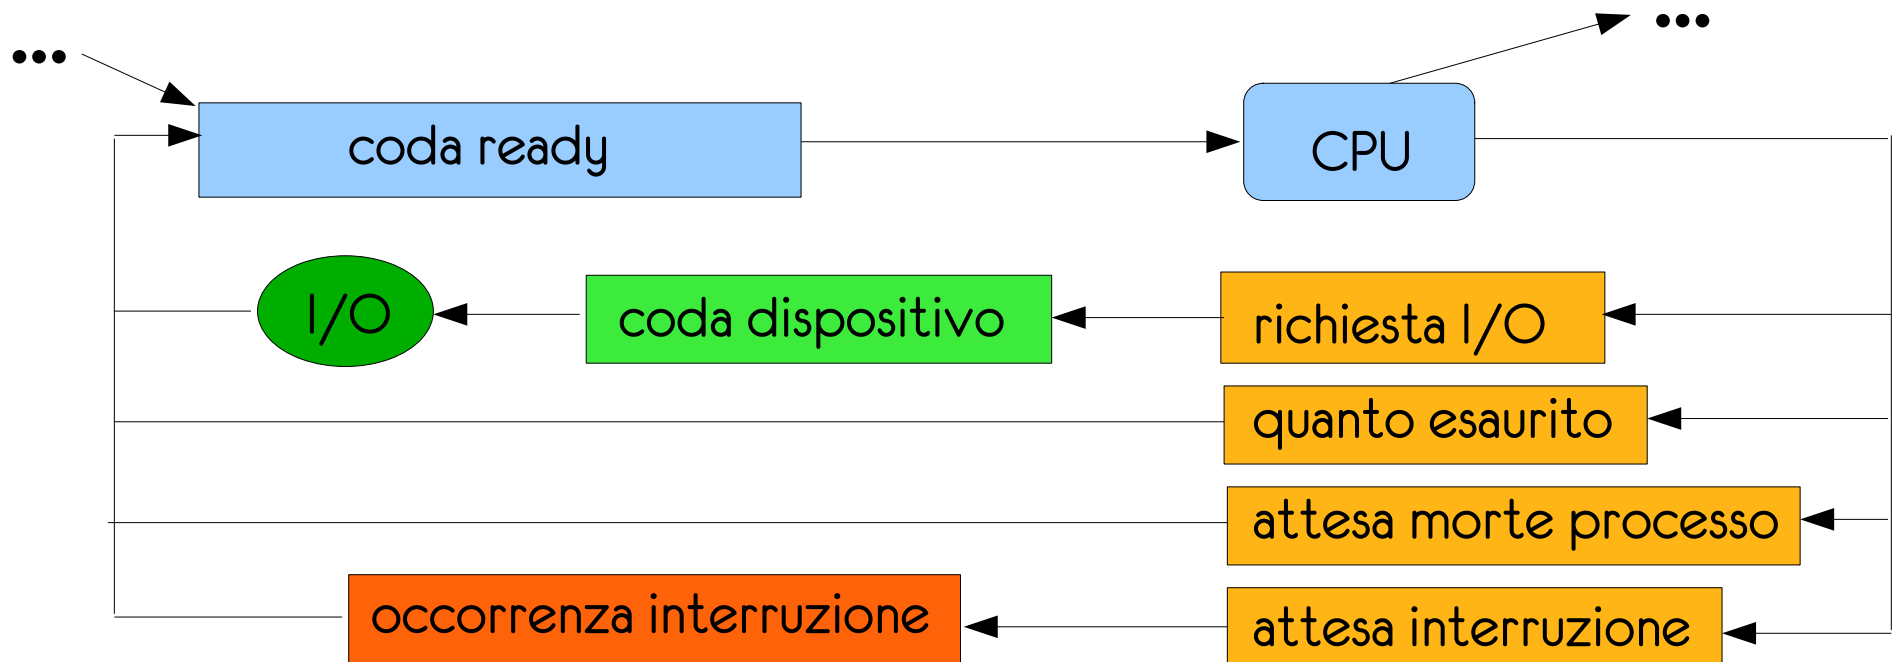 ...
...
coda ready
CPU
I/O
coda dispositivo
richiesta I/O
quanto esaurito
attesa morte processo
occorrenza interruzione
attesa interruzione